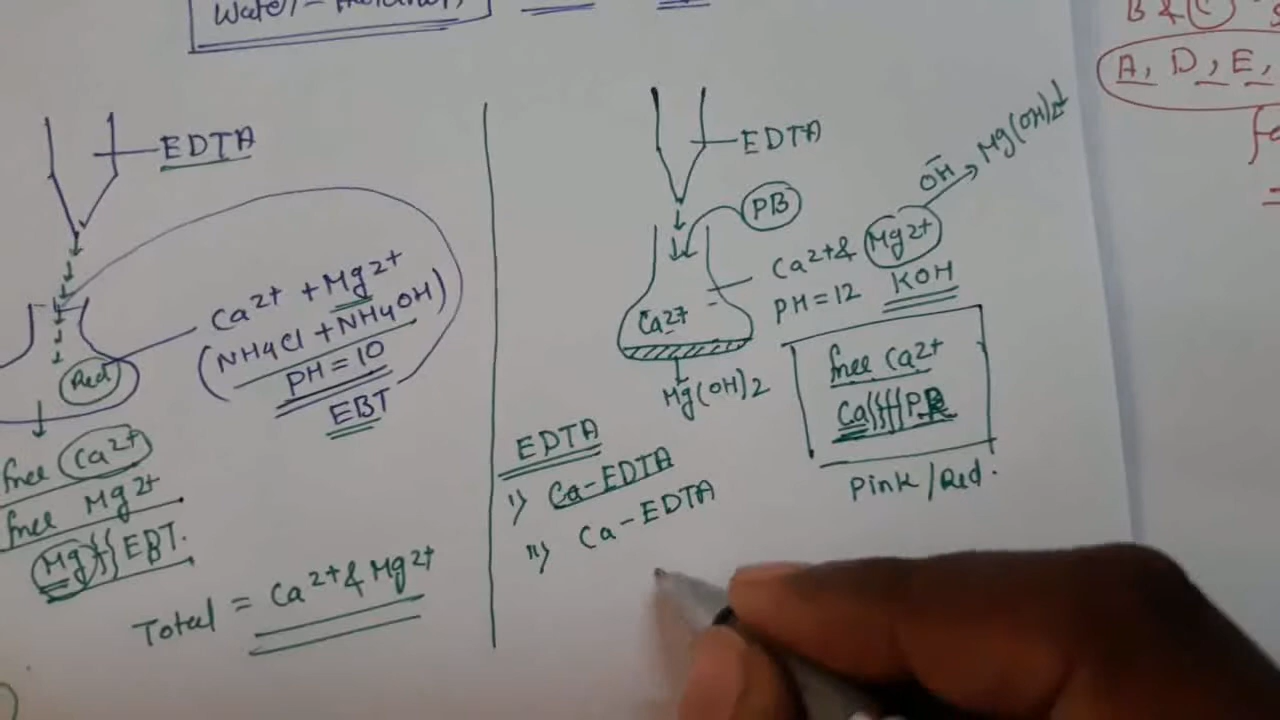 Water -
EDTA
Ca2+ + Mg2+
(NH4Cl + NH4OH)
PH = 10
EBT
Red
free Ca2+
free Mg2+
Mg EBT.
Total = Ca2+ & Mg2+
EDTA
PB
Ca2+ & Mg2+
OH- → Mg(OH)2↓
PH = 12 KOH
Ca2+
Mg(OH)2
free Ca2+
Ca PB
Pink / Red.
EDTA
i) Ca-EDTA
ii) Ca-EDTA
B & C
A, D, E,